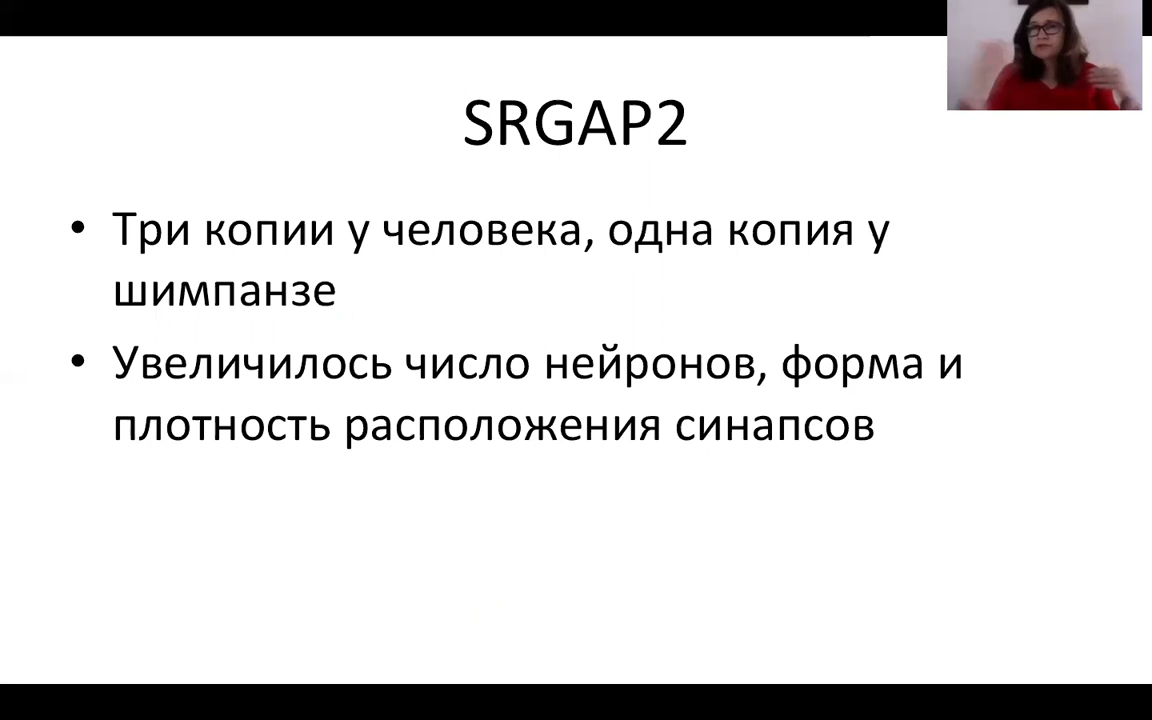 SRGAP2
• Три копии у человека, одна копия у
шимпанзе
• Увеличилось число нейронов, форма и
плотность расположения синапсов